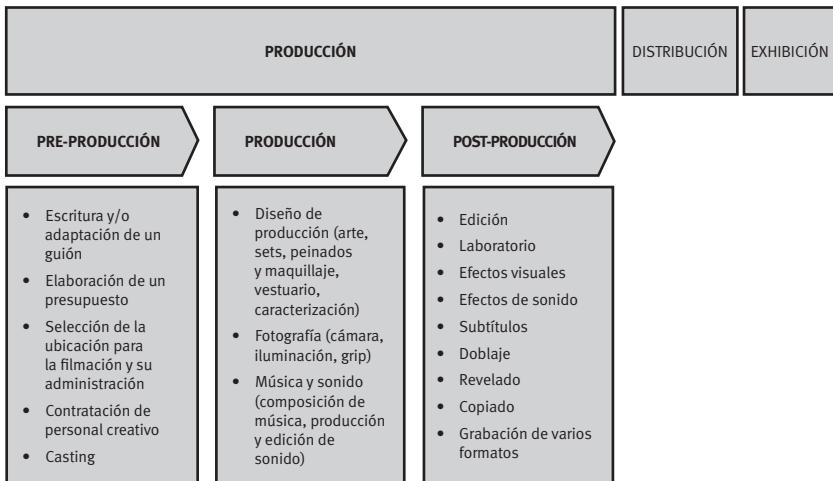 PRODUCCIÓN
DISTRIBUCIÓN
EXHIBICIÓN
PRE-PRODUCCIÓN
PRODUCCIÓN
POST-PRODUCCIÓN
• Escritura y/o
adaptación de un
guión
• Elaboración de un
presupuesto
• Selección de la
ubicación para
la filmación y su
administración
• Contratación de
personal creativo
• Casting
• Diseño de
producción (arte,
sets, peinados
y maquillaje,
vestuario,
caracterización)
• Fotografía (cámara,
iluminación, grip)
• Música y sonido
(composición de
música, producción
y edición de
sonido)
• Edición
• Laboratorio
• Efectos visuales
• Efectos de sonido
• Subtítulos
• Doblaje
• Revelado
• Copiado
• Grabación de varios
formatos